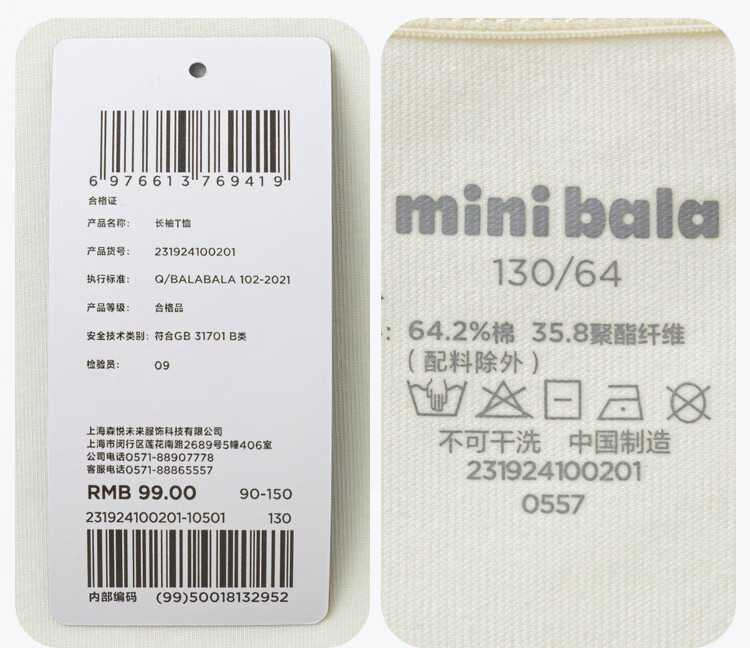 6 976613 769419
合格证
产品名称: 长袖T恤
产品货号: 231924100201
执行标准: Q/BALABALA 102-2021
产品等级: 合格品
安全技术类别: 符合GB 31701 B类
检验员: 09
上海森悦未来服饰科技有限公司
上海市闵行区莲花南路2689号5幢406室
公司电话0571-88907778
客服电话0571-88865557
RMB 99.00 90-150
231924100201-10501 130
内部编码 (99)50018132952
mini bala
130/64
: 64.2%棉 35.8聚酯纤维
(配料除外)
不可干洗 中国制造
231924100201
0557